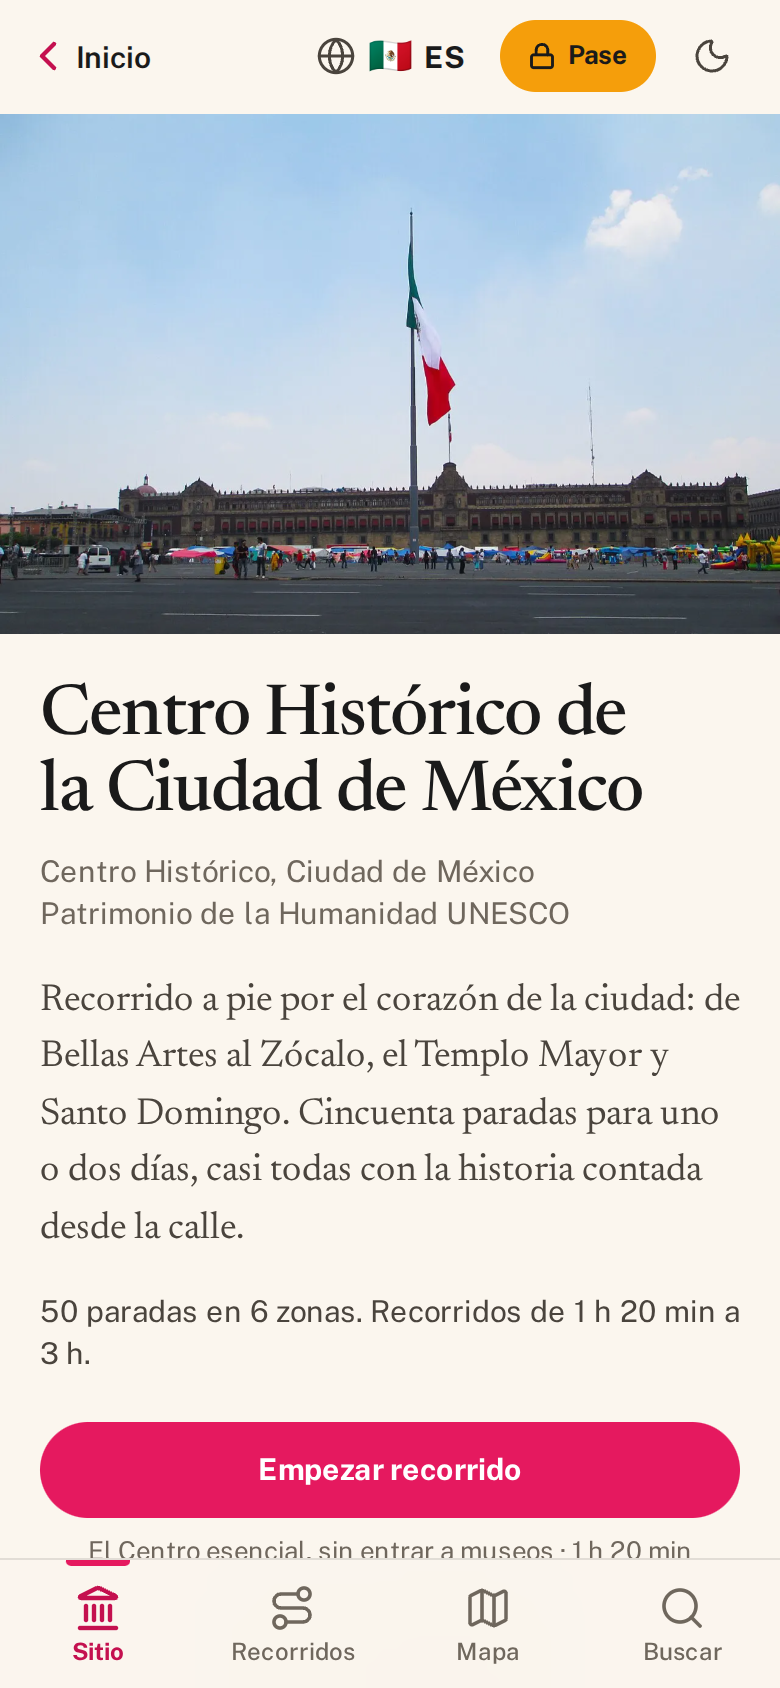 Inicio
ES
Pase
Centro Histórico de
la Ciudad de México
Centro Histórico, Ciudad de México
Patrimonio de la Humanidad UNESCO
Recorrido a pie por el corazón de la ciudad: de
Bellas Artes al Zócalo, el Templo Mayor y
Santo Domingo. Cincuenta paradas para uno
o dos días, casi todas con la historia contada
desde la calle.
50 paradas en 6 zonas. Recorridos de 1 h 20 min a
3 h.
Empezar recorrido
El Centro esencial, sin entrar a museos · 1 h 20 min
Sitio
Recorridos
Mapa
Buscar